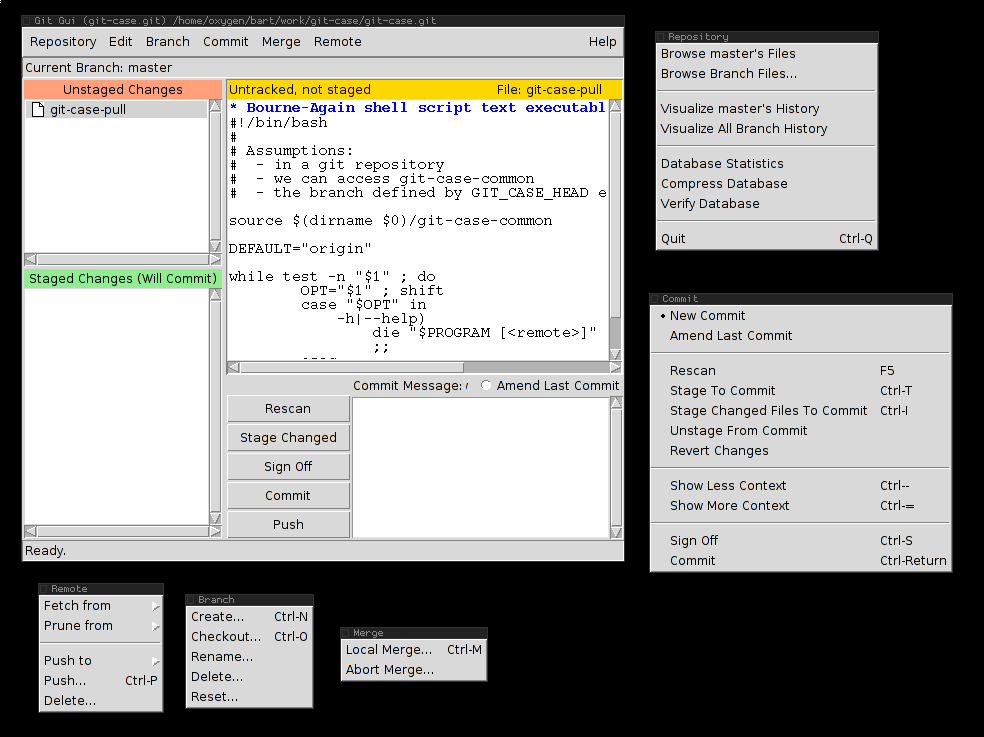 Git Gui (git-case.git) /home/oxygen/bart/work/git-case/git-case.git
Repository Edit Branch Commit Merge Remote Help
Current Branch: master
Unstaged Changes
git-case-pull
Staged Changes (Will Commit)
Untracked, not staged File: git-case-pull
* Bourne-Again shell script text executabl
#!/bin/bash
#
# Assumptions:
#   - in a git repository
#   - we can access git-case-common
#   - the branch defined by GIT_CASE_HEAD e
source $(dirname $0)/git-case-common
DEFAULT="origin"
while test -n "$1" ; do
        OPT="$1" ; shift
        case "$OPT" in
            -h|--help)
                die "$PROGRAM [<remote>]"
                ;;
Commit Message: Amend Last Commit
Rescan
Stage Changed
Sign Off
Commit
Push
Ready.
Repository
Browse master's Files
Browse Branch Files...
Visualize master's History
Visualize All Branch History
Database Statistics
Compress Database
Verify Database
Quit Ctrl-Q
Commit
• New Commit
Amend Last Commit
Rescan F5
Stage To Commit Ctrl-T
Stage Changed Files To Commit Ctrl-I
Unstage From Commit
Revert Changes
Show Less Context Ctrl--
Show More Context Ctrl-=
Sign Off Ctrl-S
Commit Ctrl-Return
Remote
Fetch from
Prune from
Push to
Push... Ctrl-P
Delete...
Branch
Create... Ctrl-N
Checkout... Ctrl-O
Rename...
Delete...
Reset...
Merge
Local Merge... Ctrl-M
Abort Merge...